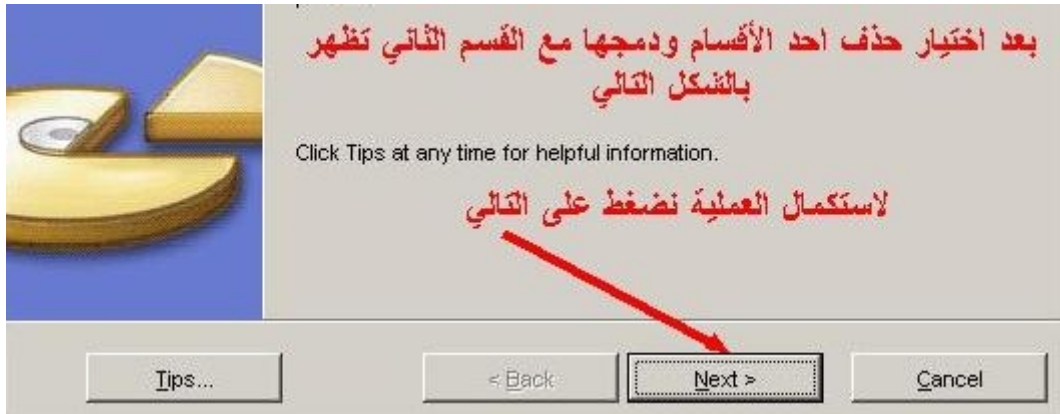 بعد اختيار حذف احد الأقسام ودمجها مع القسم الثاني تظهر
بالشكل التالي
Click Tips at any time for helpful information.
لاستكمال العملية نضغط على التالي
Tips...
< Back
Next >
Cancel